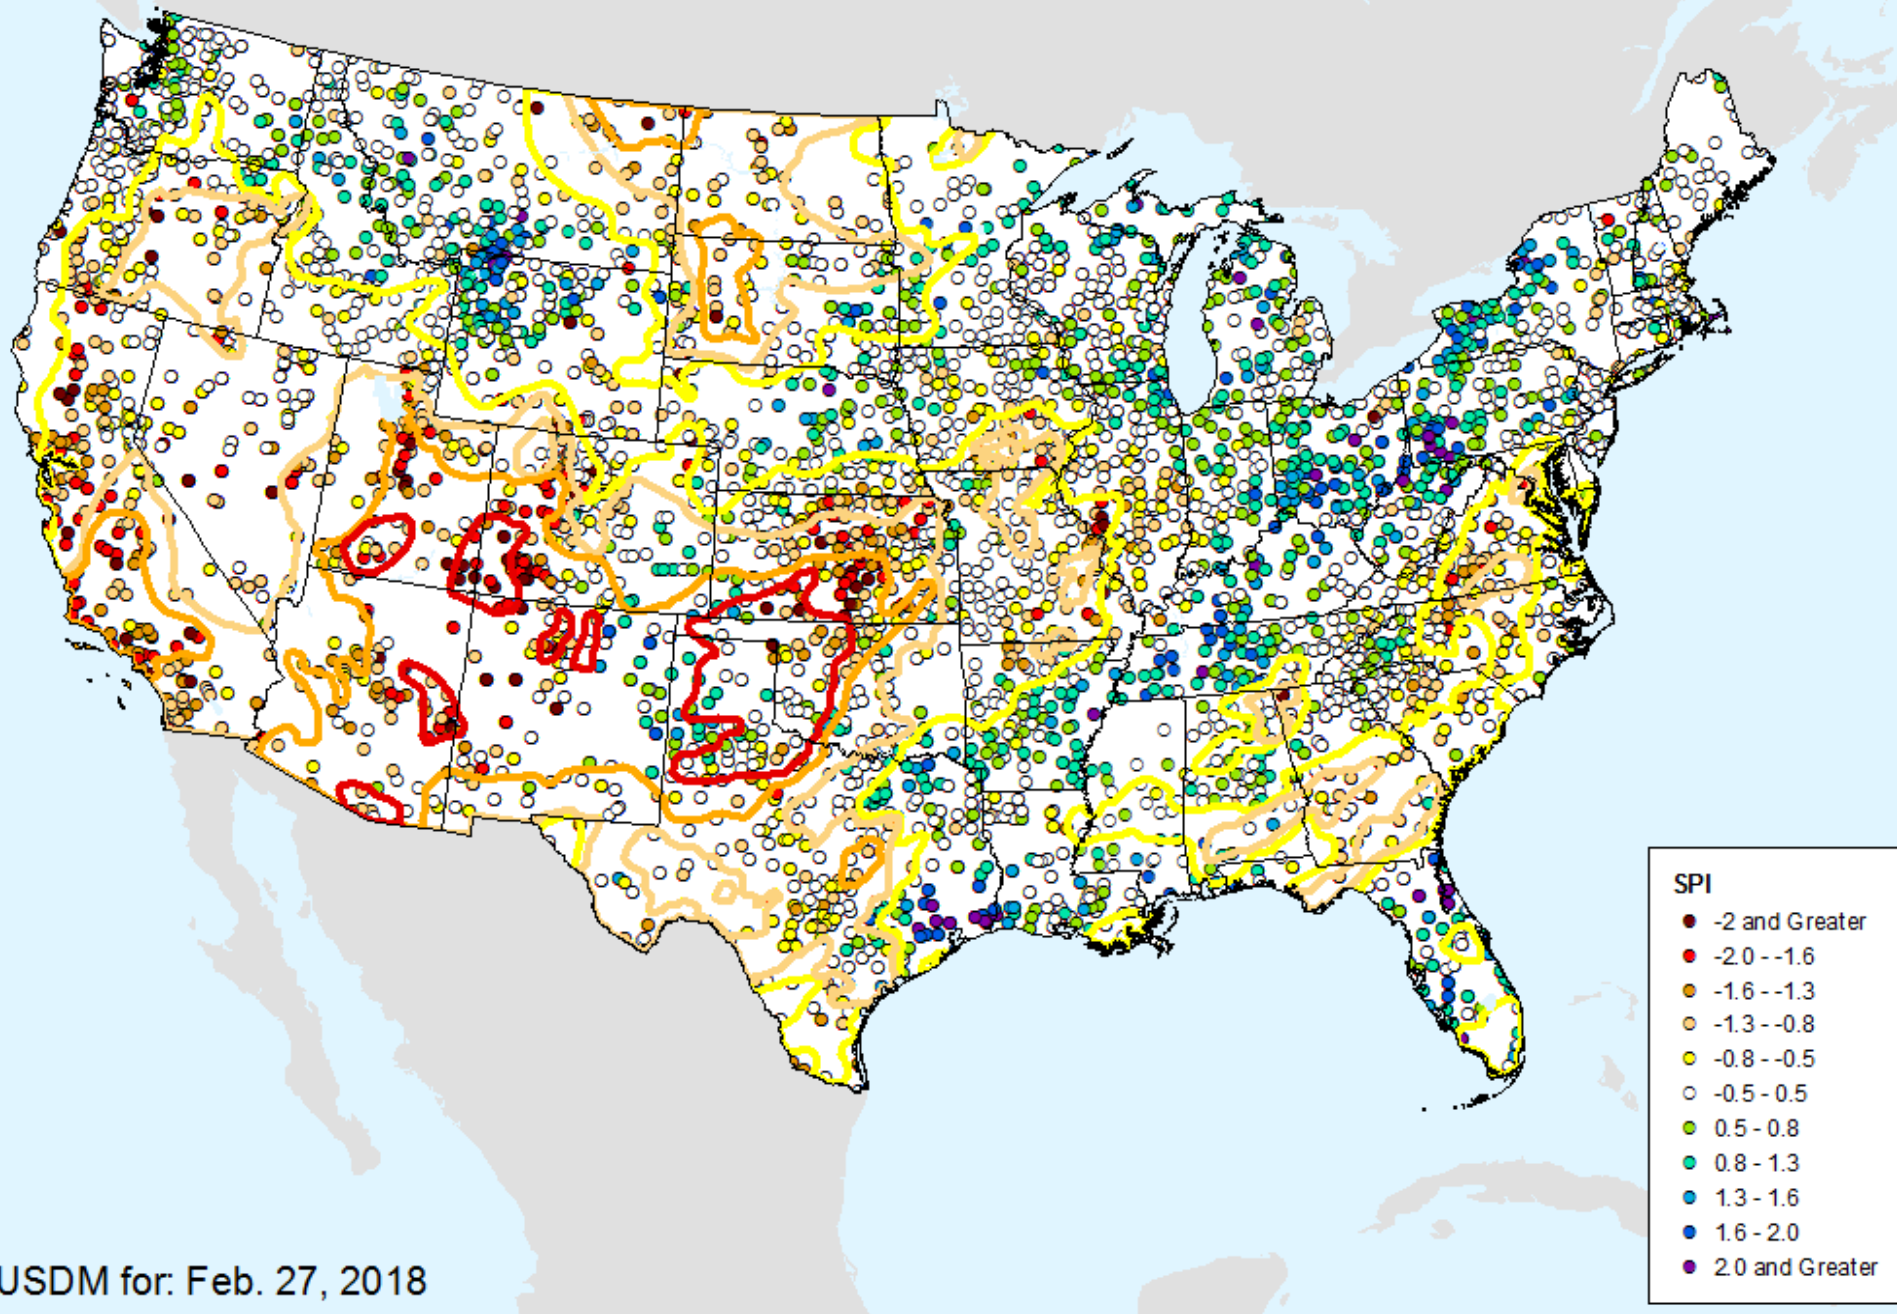 SPI
-2 and Greater
-2.0 - -1.6
-1.6 - -1.3
-1.3 - -0.8
-0.8 - -0.5
-0.5 - 0.5
0.5 - 0.8
0.8 - 1.3
1.3 - 1.6
1.6 - 2.0
2.0 and Greater
USDM for: Feb. 27, 2018